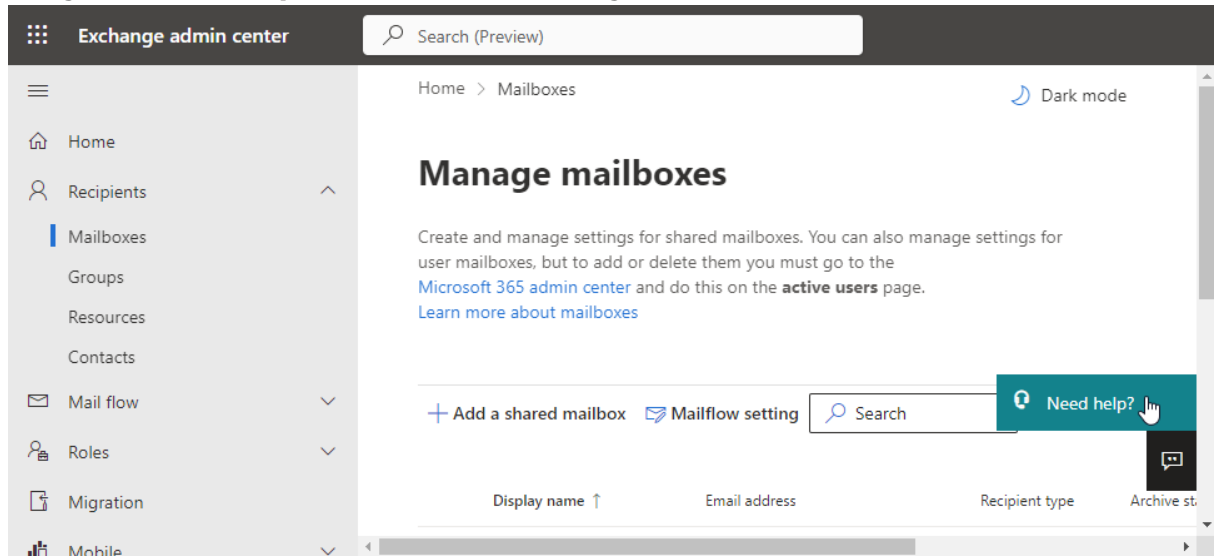 Exchange admin center
Search (Preview)
Home > Mailboxes
Dark mode
Home
Recipients
Mailboxes
Groups
Resources
Contacts
Mail flow
Roles
Migration
Mobile
Manage mailboxes
Create and manage settings for shared mailboxes. You can also manage settings for
user mailboxes, but to add or delete them you must go to the
Microsoft 365 admin center and do this on the active users page.
Learn more about mailboxes
Add a shared mailbox
Mailflow setting
Search
Need help?
Display name ↑
Email address
Recipient type
Archive